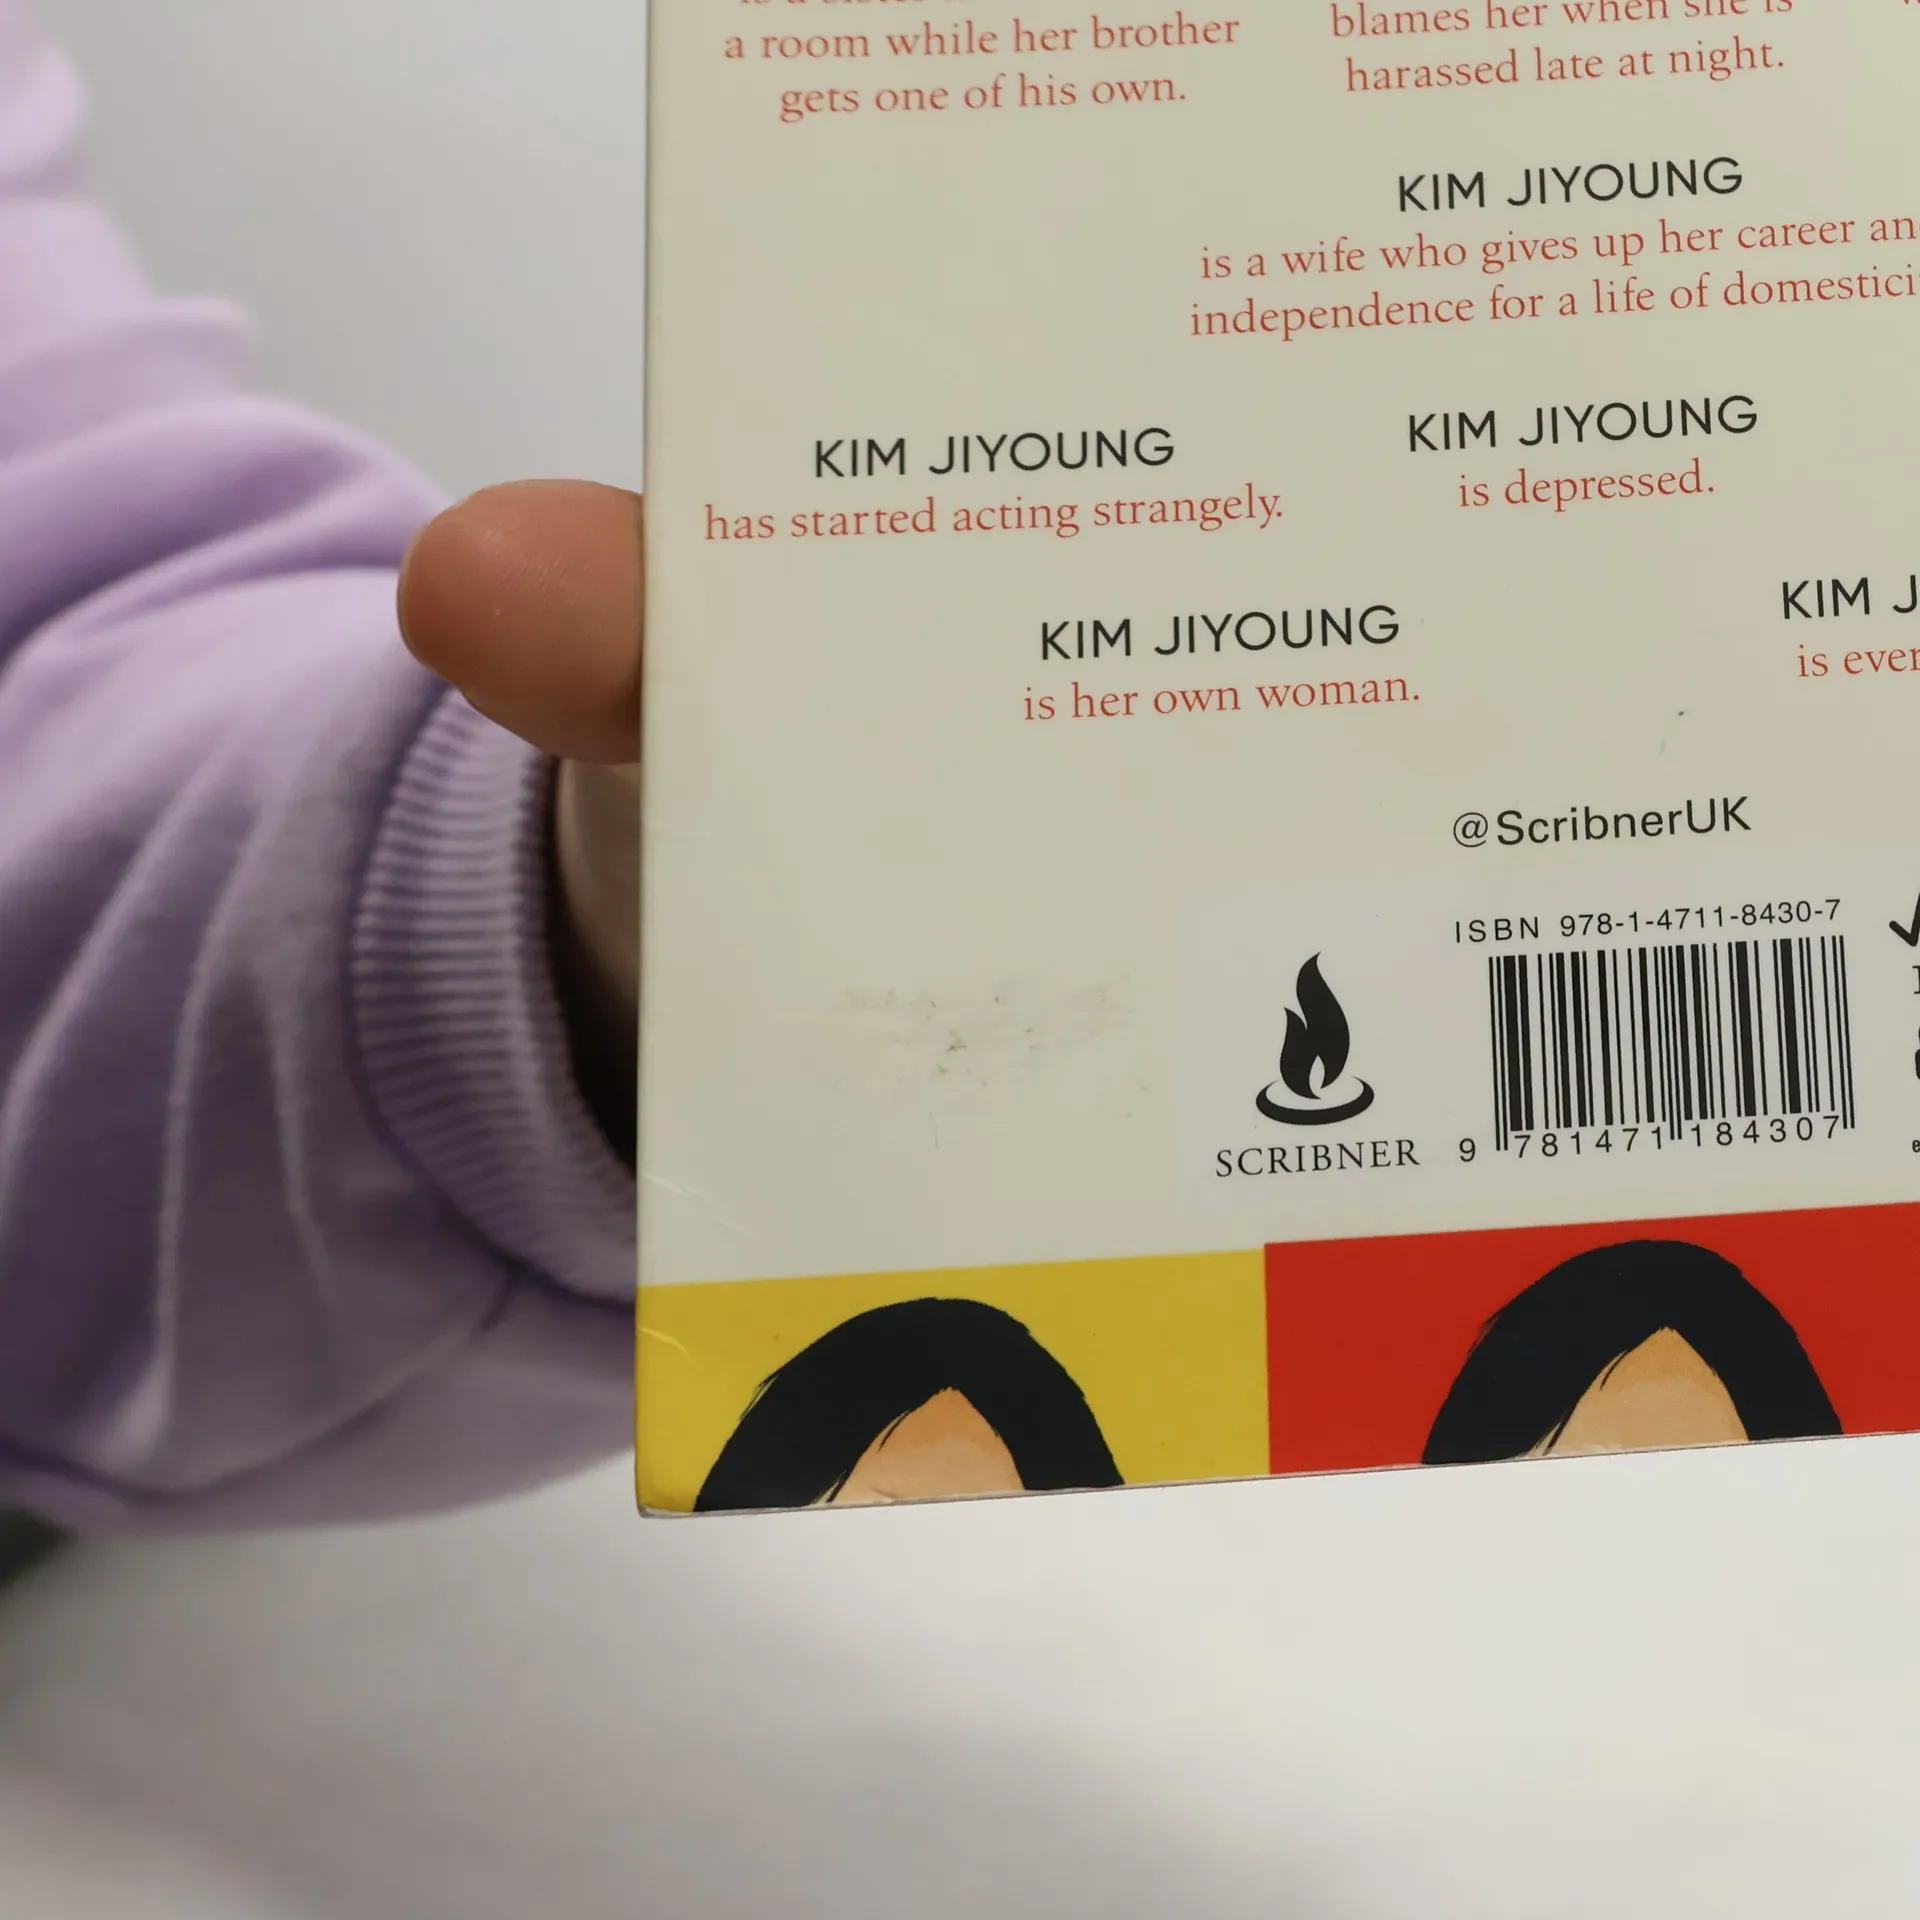 is a sister
a room while her brother
gets one of his own.
blames her when she is
harassed late at night.
KIM JIYOUNG
is a wife who gives up her career
independence for a life of
KIM JIYOUNG
has started acting strangely.
KIM JIYOUNG
is depressed.
KIM JIYOUNG
is her own woman.
KIM J
is ever
@ScribnerUK
ISBN 978-1-4711-8430-7
SCRIBNER
9 781471 184307